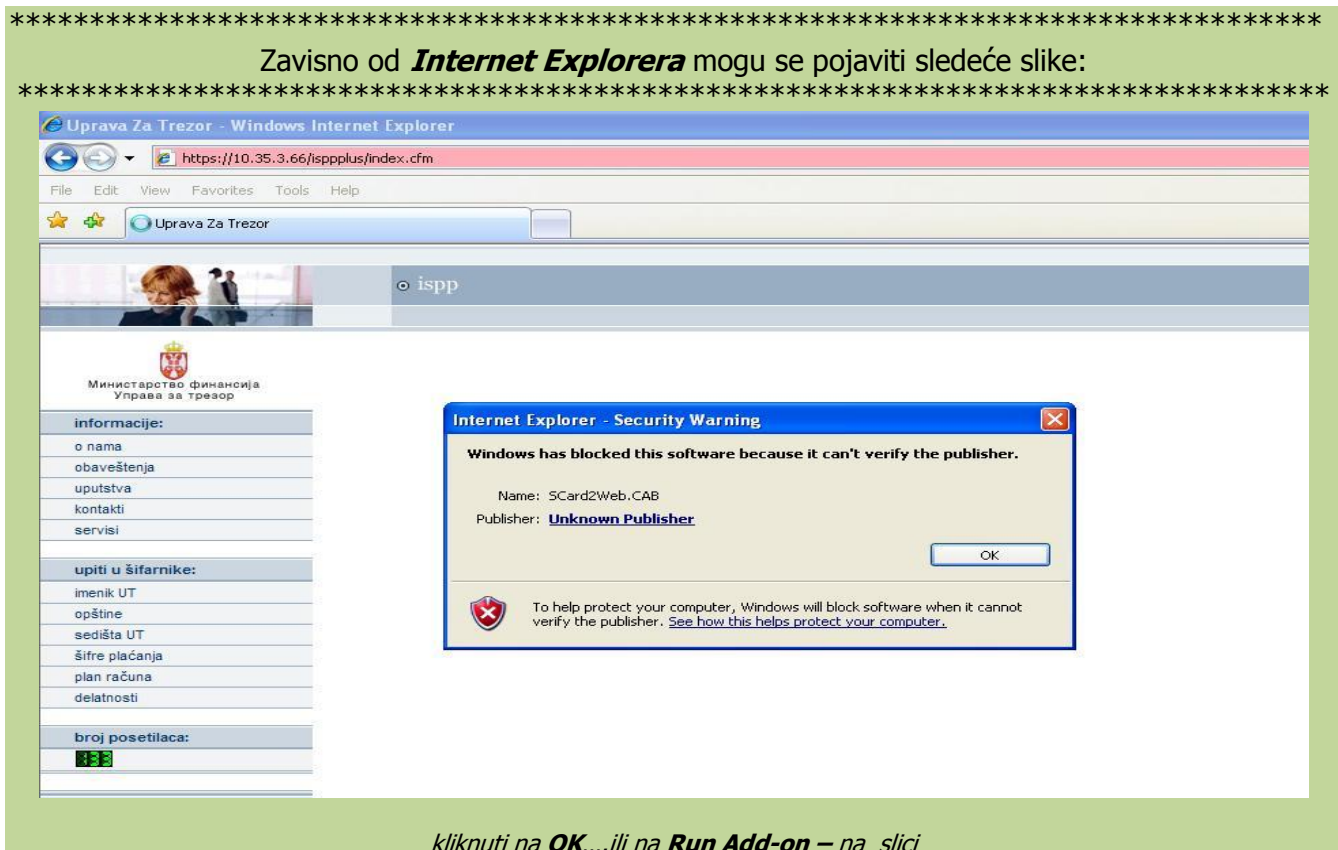 **********************************************************************************
Zavisno od Internet Explorera mogu se pojaviti sledeće slike:
**********************************************************************************
Uprava Za Trezor - Windows Internet Explorer
https://10.35.3.66/isppplus/index.cfm
File Edit View Favorites Tools Help
Uprava Za Trezor
ispp
Министарство финансија
Управа за трезор
informacije:
o nama
obaveštenja
uputstva
kontakti
servisi
upiti u šifarnike:
imenik UT
opštine
sedišta UT
šifre plaćanja
plan računa
delatnosti
broj posetilaca:
Internet Explorer - Security Warning
Windows has blocked this software because it can't verify the publisher.
Name: SCard2Web.CAB
Publisher: Unknown Publisher
OK
To help protect your computer, Windows will block software when it cannot
verify the publisher. See how this helps protect your computer.
kliknuti na OK....ili na Run Add-on – na slici